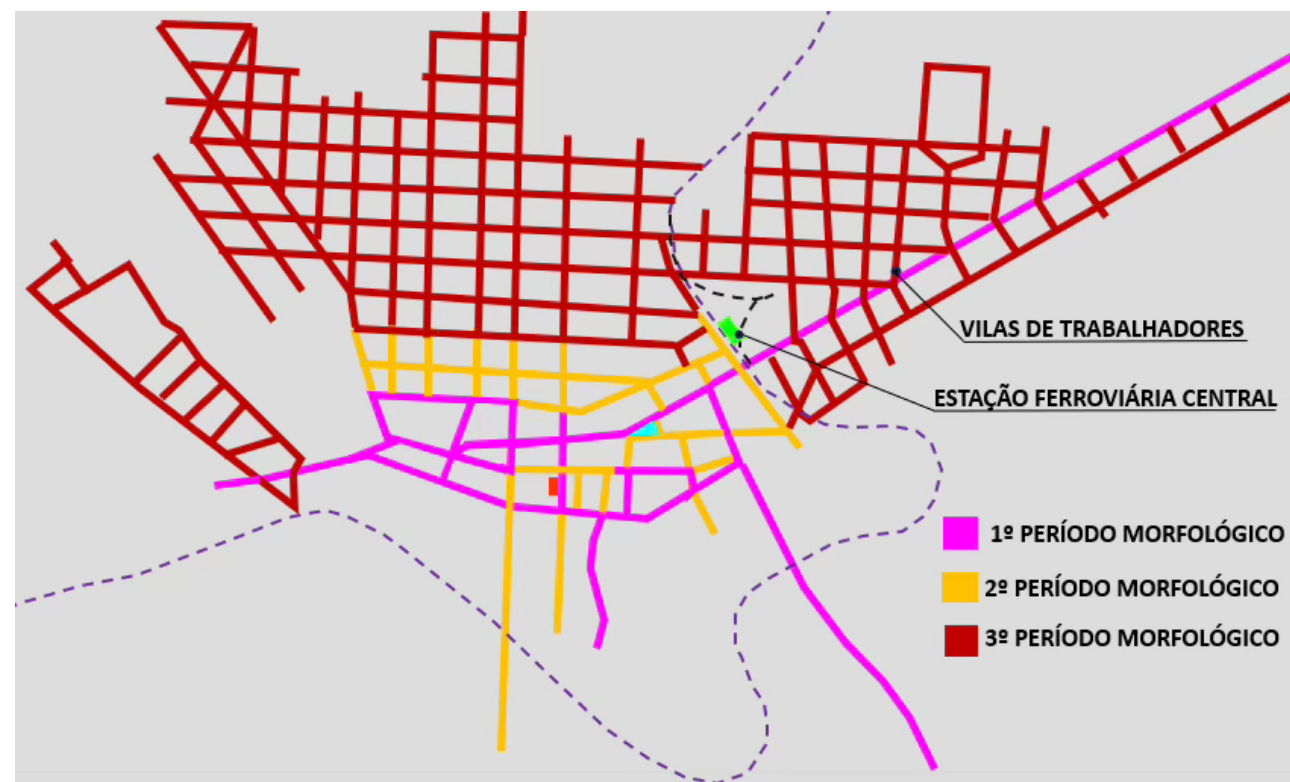 VILAS DE TRABALHADORES
ESTAÇÃO FERROVIÁRIA CENTRAL
1º PERÍODO MORFOLÓGICO
2º PERÍODO MORFOLÓGICO
3º PERÍODO MORFOLÓGICO